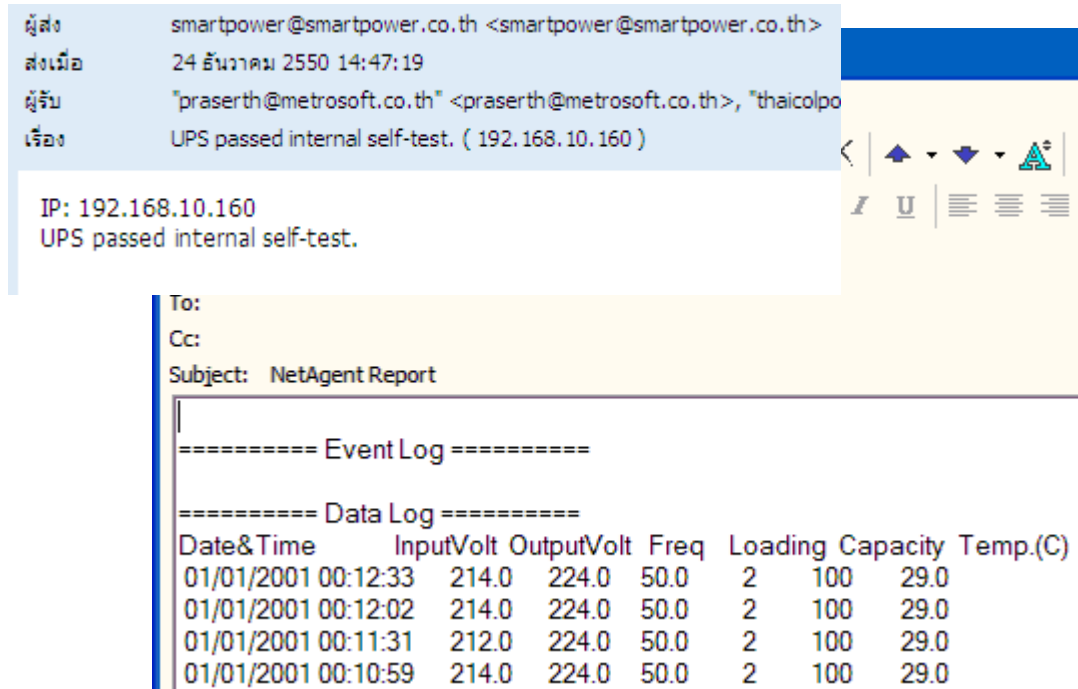 ผู้ส่ง smartpower@smartpower.co.th <smartpower@smartpower.co.th>
ส่งเมื่อ 24 ธันวาคม 2550 14:47:19
ผู้รับ "praserth@metrosoft.co.th" <praserth@metrosoft.co.th>, "thaicolpo
เรื่อง UPS passed internal self-test. ( 192.168.10.160 )
IP: 192.168.10.160
UPS passed internal self-test.
I U
To:
Cc:
Subject: NetAgent Report
========== Event Log ==========
========== Data Log ==========
Date&Time InputVolt OutputVolt Freq Loading Capacity Temp.(C)
01/01/2001 00:12:33 214.0 224.0 50.0 2 100 29.0
01/01/2001 00:12:02 214.0 224.0 50.0 2 100 29.0
01/01/2001 00:11:31 212.0 224.0 50.0 2 100 29.0
01/01/2001 00:10:59 214.0 224.0 50.0 2 100 29.0